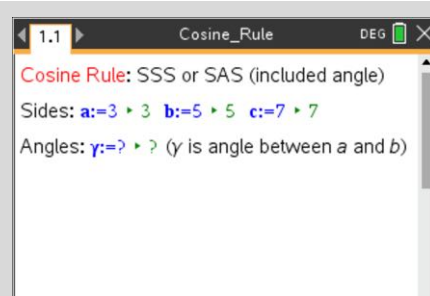 1.1 Cosine_Rule DEG
Cosine Rule: SSS or SAS (included angle)
Sides: a:=3 ▸ 3 b:=5 ▸ 5 c:=7 ▸ 7
Angles: γ:=? ▸ ? (γ is angle between a and b)